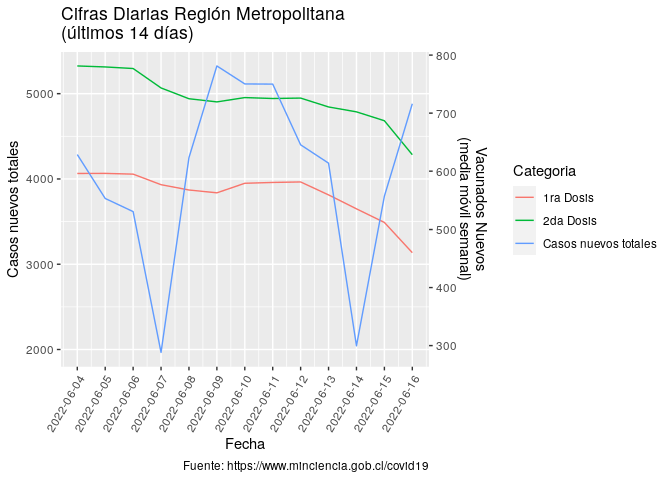 Cifras Diarias Región Metropolitana
(últimos 14 días)
Casos nuevos totales
5000
4000
3000
2000
800
700
600
500
400
300
Vacunados Nuevos
(media móvil semanal)
2022-06-04
2022-06-05
2022-06-06
2022-06-07
2022-06-08
2022-06-09
2022-06-10
2022-06-11
2022-06-12
2022-06-13
2022-06-14
2022-06-15
2022-06-16
Fecha
Categoria
1ra Dosis
2da Dosis
Casos nuevos totales
Fuente: https://www.minciencia.gob.cl/covid19